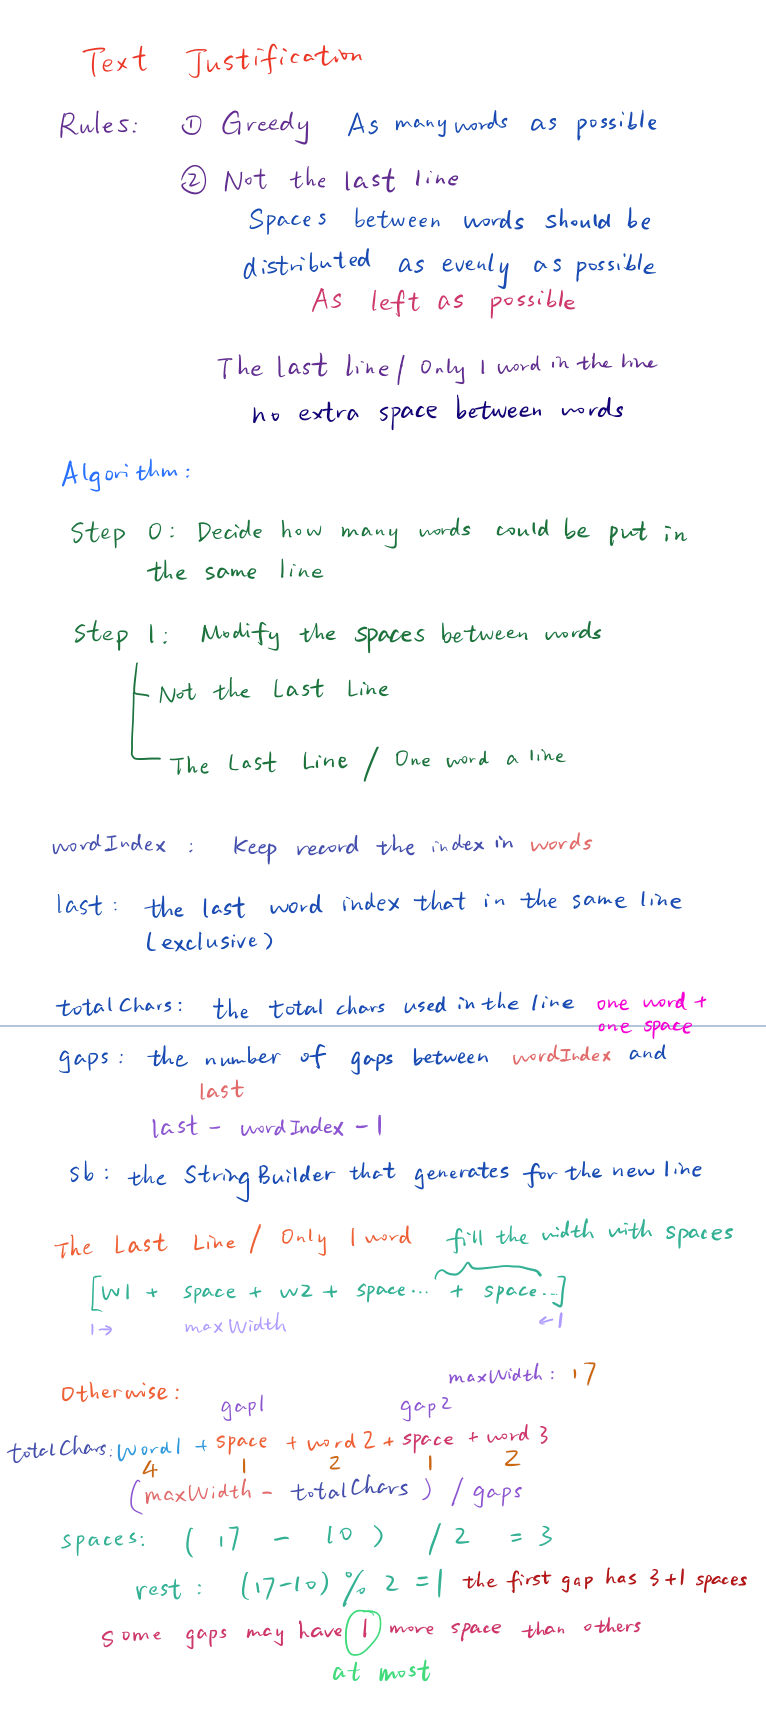 Text Justification
Rules: ① Greedy As many words as possible
② Not the last line
Spaces between words should be
distributed as evenly as possible
As left as possible
The last line / Only 1 word in the line
no extra space between words
Algorithm:
Step 0: Decide how many words could be put in
the same line
Step 1: Modify the spaces between words
Not the Last Line
The Last Line / One word a line
wordIndex : Keep record the index in words
last: the last word index that in the same line
(exclusive)
totalChars: the total chars used in the line one word +
one space
gaps: the number of gaps between wordIndex and
last
last - wordIndex - 1
sb: the StringBuilder that generates for the new line
The Last Line / Only 1 word fill the width with spaces
[w1 + space + w2 + space... + space...]
1→ maxWidth ←1
maxWidth: 17
Otherwise:
gap1 gap2
totalChars: word1 + space + word2 + space + word3
4 1 2 1 2
(maxWidth - totalChars) / gaps
spaces: (17 - 10) / 2 = 3
rest: (17-10) % 2 = 1 the first gap has 3+1 spaces
some gaps may have 1 more space than others
at most